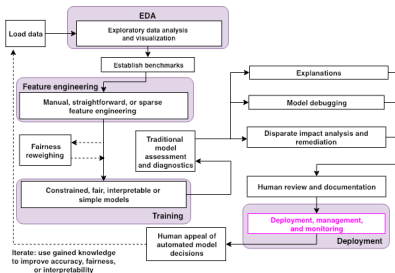 EDA
Load data
Exploratory data analysis
and visualization
Establish benchmarks
Feature engineering
Manual, straightforward, or sparse
feature engineering
Fairness
reweighing
Traditional
model
assessment
and diagnostics
Explanations
Model debugging
Disparate impact analysis and
remediation
Constrained, fair, interpretable or
simple models
Training
Human review and documentation
Deployment, management,
and monitoring
Deployment
Human appeal of
automated model
decisions
Iterate: use gained knowledge
to improve accuracy, fairness,
or interpretability